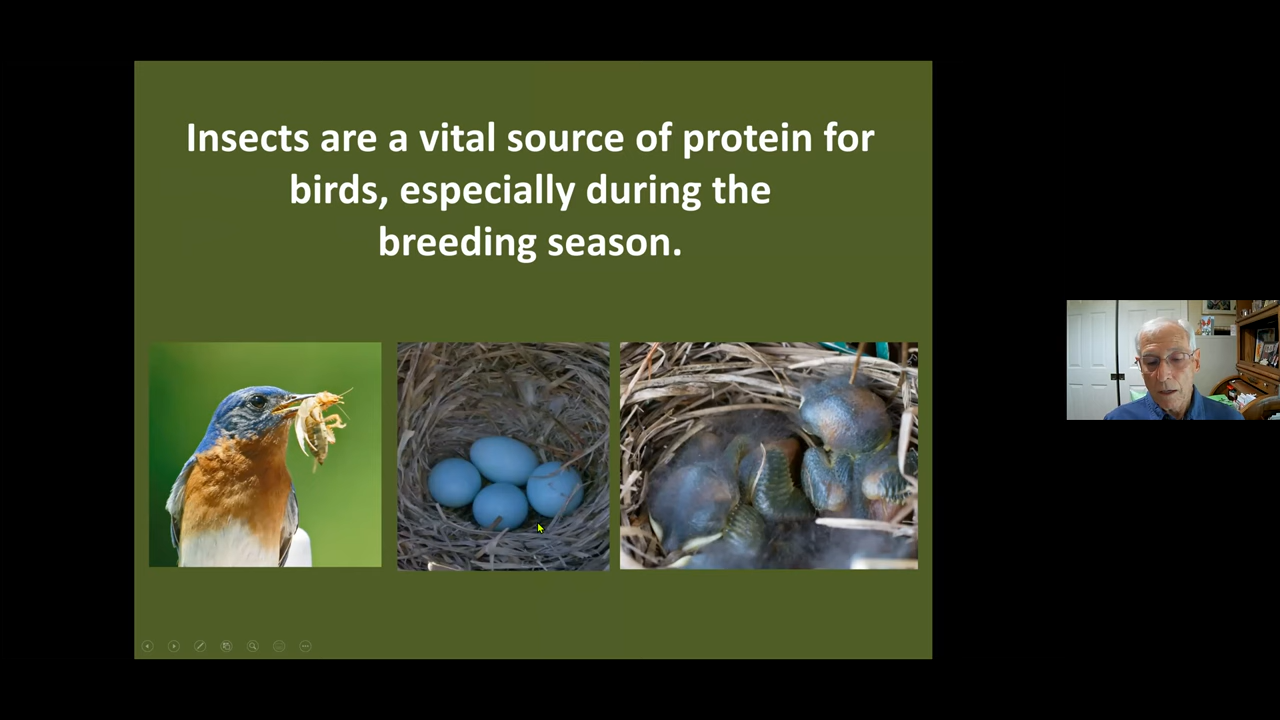 Insects are a vital source of protein for
birds, especially during the
breeding season.